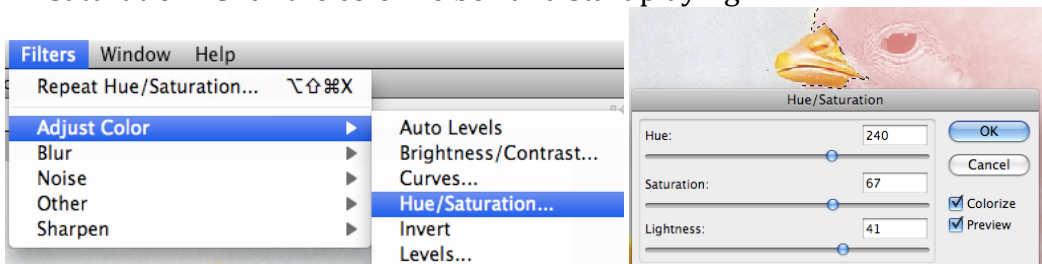 Filters Window Help
Repeat Hue/Saturation... ⌥⇧⌘X
Adjust Color
Blur
Noise
Other
Sharpen
Auto Levels
Brightness/Contrast...
Curves...
Hue/Saturation...
Invert
Levels...
Hue/Saturation
Hue: 240
Saturation: 67
Lightness: 41
OK
Cancel
Colorize
Preview